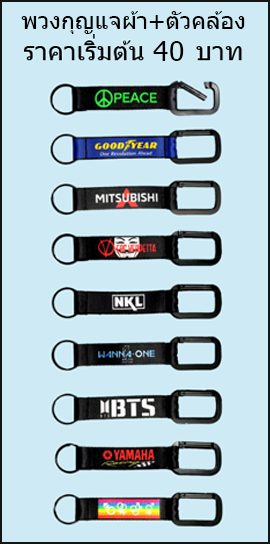 พวงกุญแจผ้า+ตัวคล้อง
ราคาเริ่มต้น 40 บาท
PEACE
GOODYEAR
One Revolution Ahead
MITSUBISHI
VENDETTA
NKL
WANNA·ONE
BTS
YAMAHA
Racing